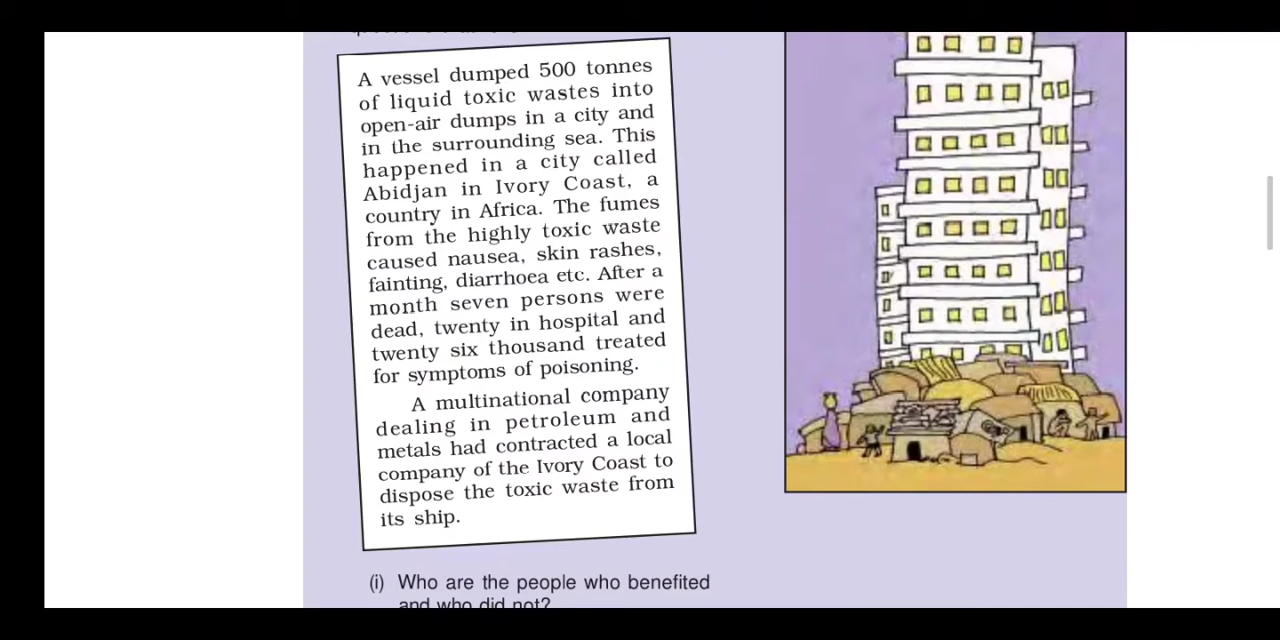 A vessel dumped 500 tonnes
of liquid toxic wastes into
open-air dumps in a city and
in the surrounding sea. This
happened in a city called
Abidjan in Ivory Coast, a
country in Africa. The fumes
from the highly toxic waste
caused nausea, skin rashes,
fainting, diarrhoea etc. After a
month seven persons were
dead, twenty in hospital and
twenty six thousand treated
for symptoms of poisoning.
A multinational company
dealing in petroleum and
metals had contracted a local
company of the Ivory Coast to
dispose the toxic waste from
its ship.
(i) Who are the people who benefited
and who did not?